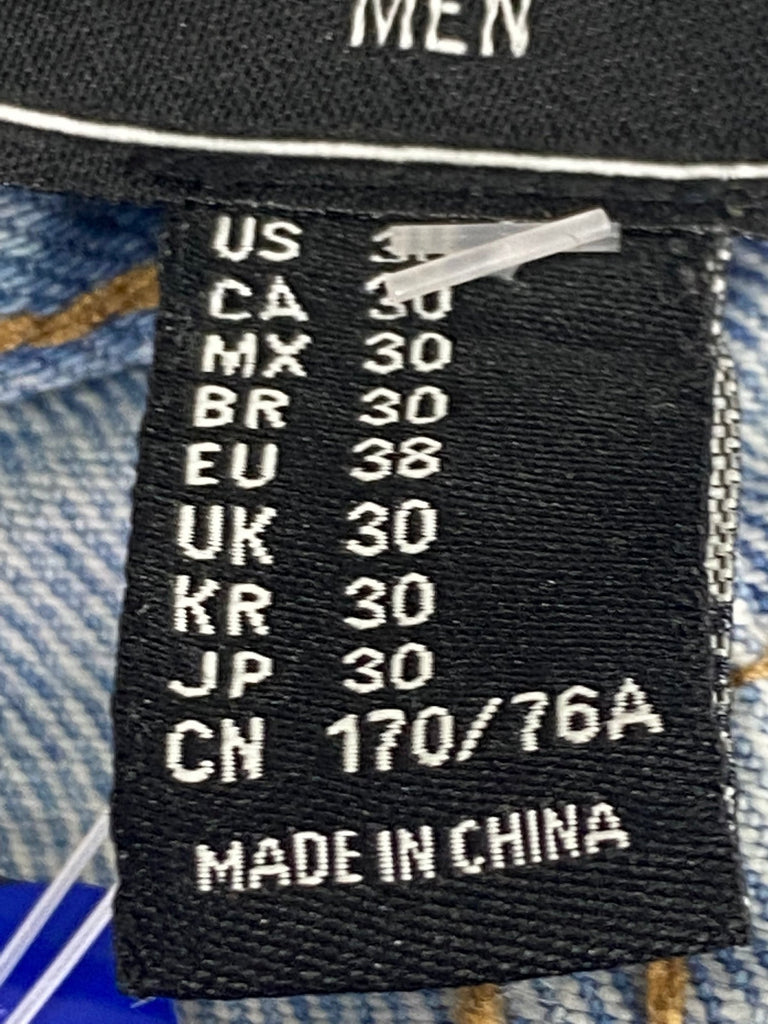 MEN
US
CA 30
MX 30
BR 30
EU 38
UK 30
KR 30
JP 30
CN 170/76A
MADE IN CHINA